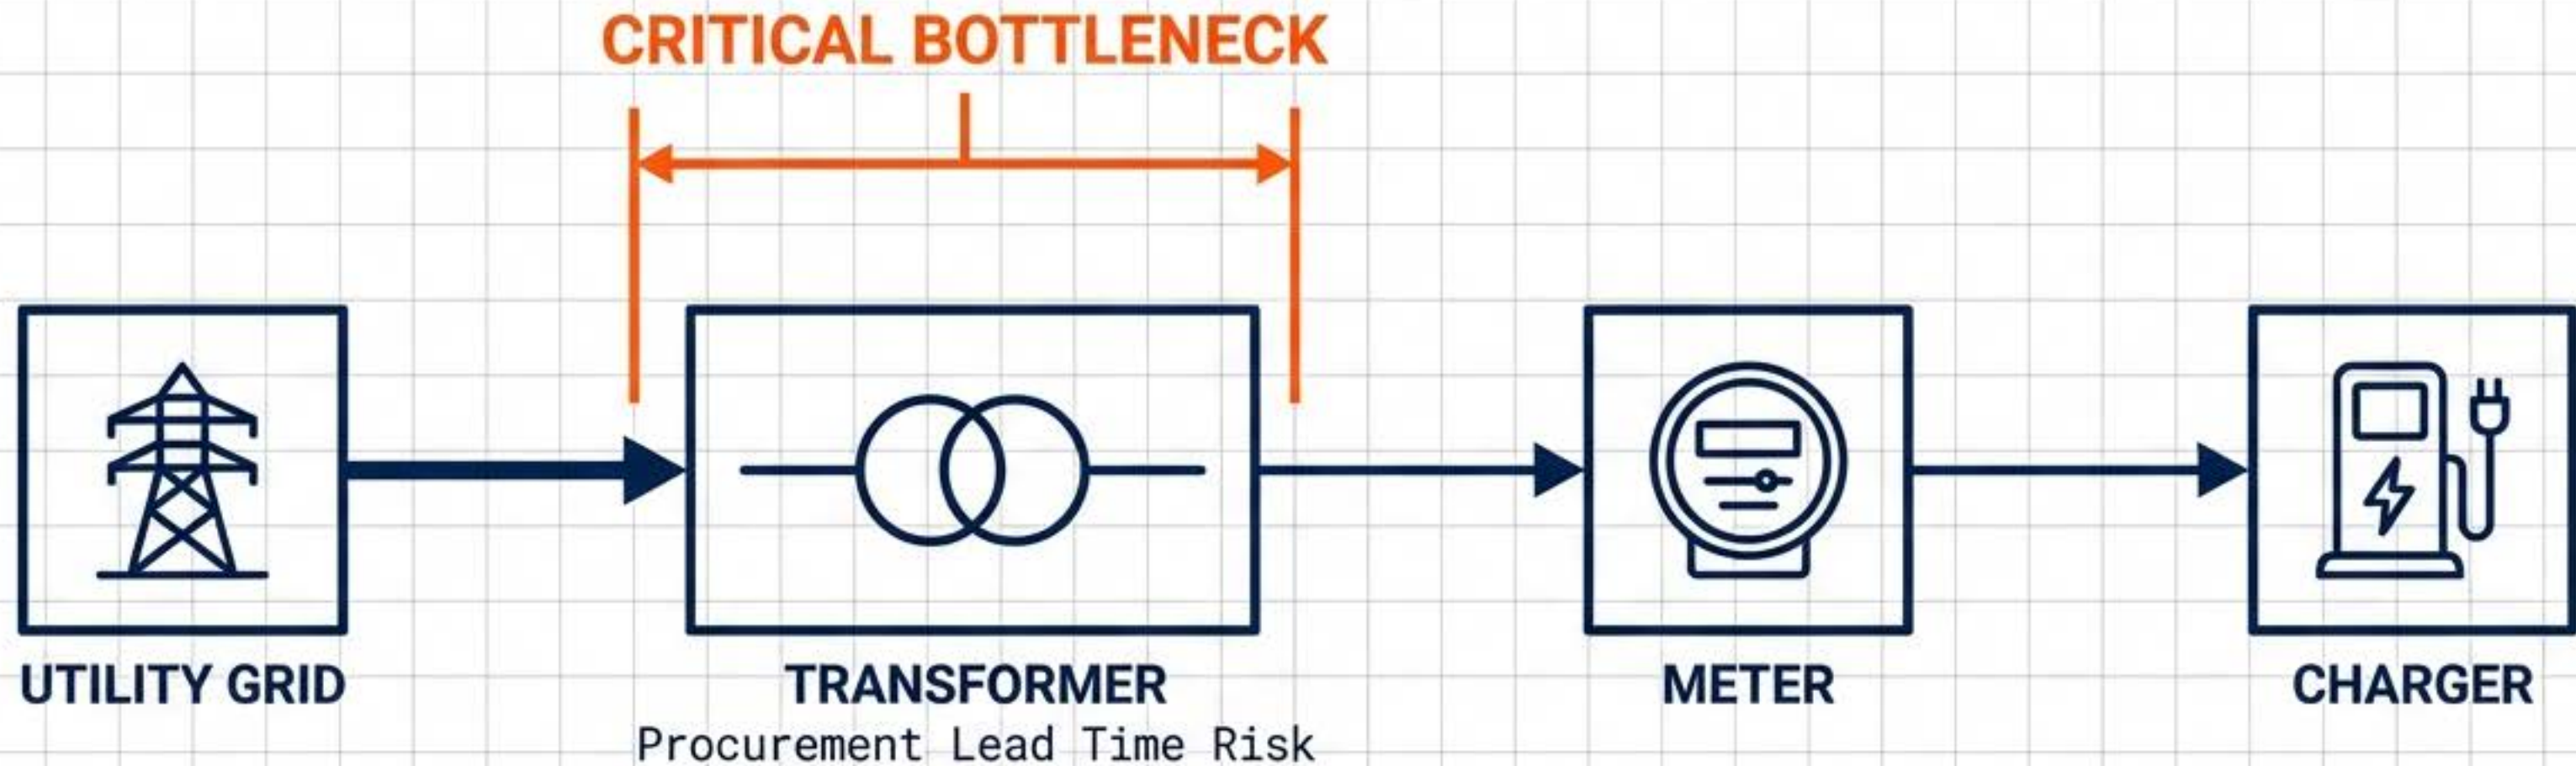 CRITICAL BOTTLENECK
UTILITY GRID
TRANSFORMER
Procurement Lead Time Risk
METER
CHARGER